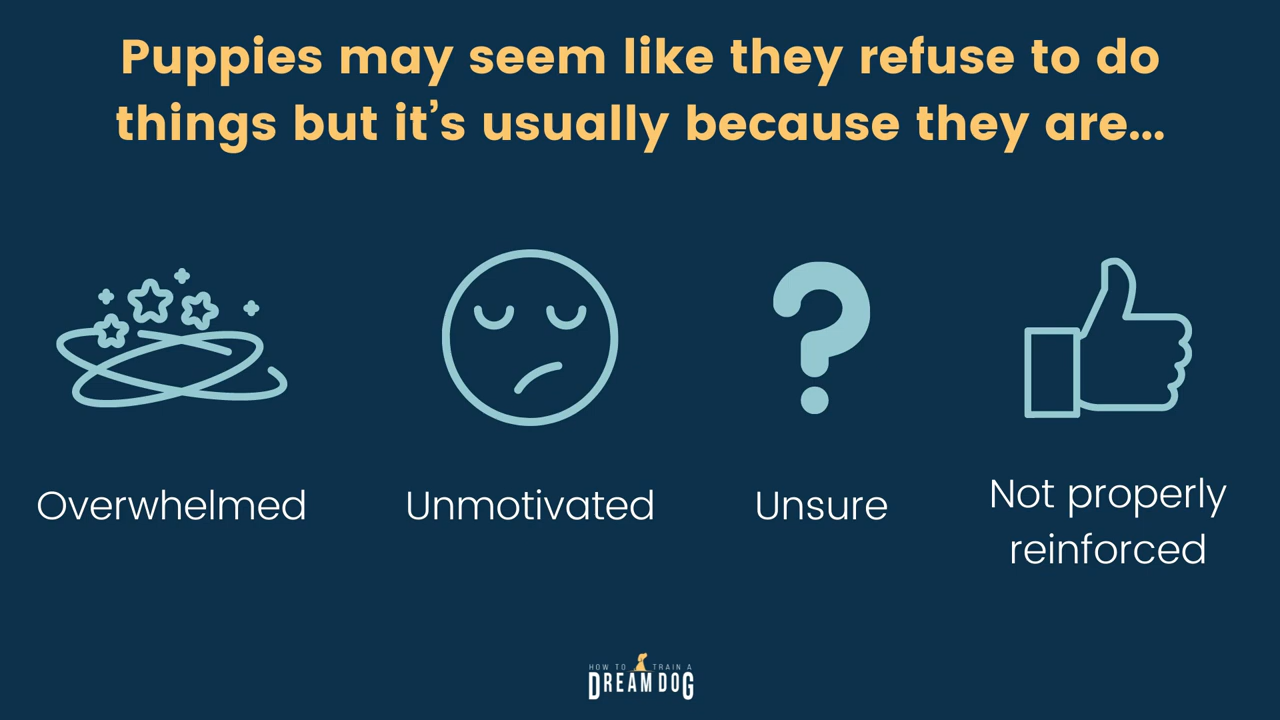 Puppies may seem like they refuse to do
things but it's usually because they are...
Overwhelmed
Unmotivated
Unsure
Not properly
reinforced
HOW TO TRAIN A
DREAM DOG